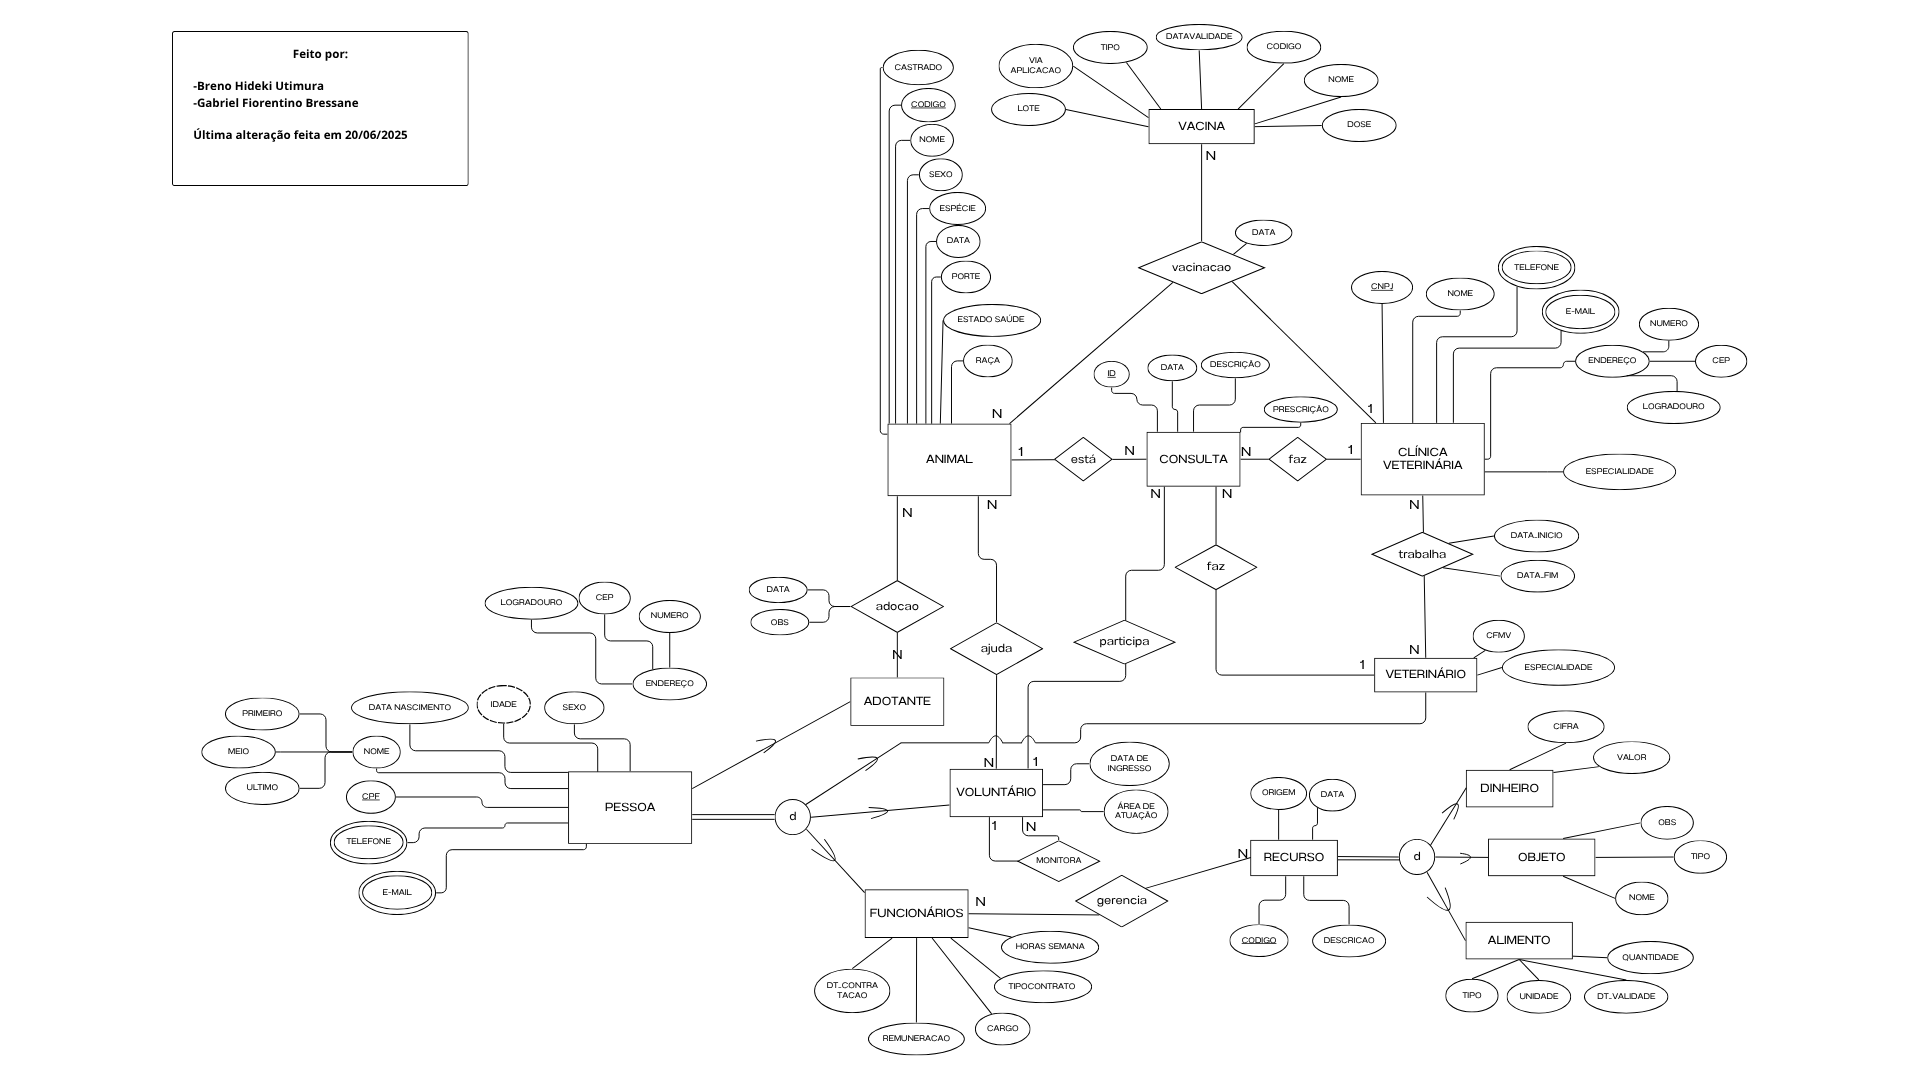 Feito por:
-Breno Hideki Utimura
-Gabriel Fiorentino Bressane
Última alteração feita em 20/06/2025
CASTRADO
CODIGO
NOME
SEXO
ESPÉCIE
DATA
PORTE
ESTADO SAÚDE
RAÇA
LOTE
VIA
APLICACAO
TIPO
DATAVALIDADE
CODIGO
NOME
DOSE
VACINA
N
vacinacao
DATA
CNPJ
NOME
TELEFONE
E-MAIL
ENDEREÇO
NUMERO
CEP
LOGRADOURO
ESPECIALIDADE
ID
DATA
DESCRIÇÃO
PRESCRIÇÃO
N
1
ANIMAL
1
está
N
CONSULTA
N
faz
1
CLÍNICA
VETERINÁRIA
N
N
N
N
N
adocao
DATA
OBS
N
ajuda
participa
faz
trabalha
DATA_INICIO
DATA_FIM
N
1
VETERINÁRIO
CFMV
ESPECIALIDADE
ADOTANTE
LOGRADOURO
CEP
NUMERO
ENDEREÇO
PRIMEIRO
MEIO
ULTIMO
NOME
DATA NASCIMENTO
IDADE
SEXO
CPF
TELEFONE
E-MAIL
PESSOA
d
N
1
VOLUNTÁRIO
DATA DE
INGRESSO
ÁREA DE
ATUAÇÃO
1
N
MONITORA
FUNCIONÁRIOS
N
gerencia
N
HORAS SEMANA
TIPOCONTRATO
CARGO
REMUNERACAO
DT_CONTRA
TACAO
ORIGEM
DATA
RECURSO
CODIGO
DESCRICAO
d
CIFRA
VALOR
DINHEIRO
OBS
OBJETO
TIPO
NOME
ALIMENTO
QUANTIDADE
TIPO
UNIDADE
DT_VALIDADE